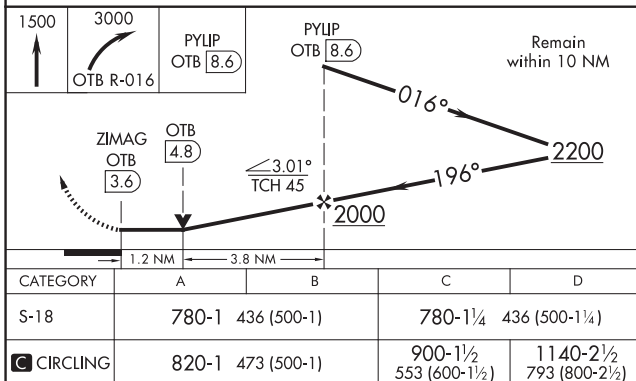 1500
3000
OTB R-016
PYLIP
OTB 8.6
PYLIP
OTB 8.6
Remain
within 10 NM
016°
2200
196°
2000
ZIMAG
OTB
3.6
OTB
4.8
3.01°
TCH 45
1.2 NM
3.8 NM
CATEGORY A B C D
S-18 780-1 436 (500-1) 780-1¼ 436 (500-1¼)
C CIRCLING 820-1 473 (500-1) 900-1½ 553 (600-1½) 1140-2½ 793 (800-2½)